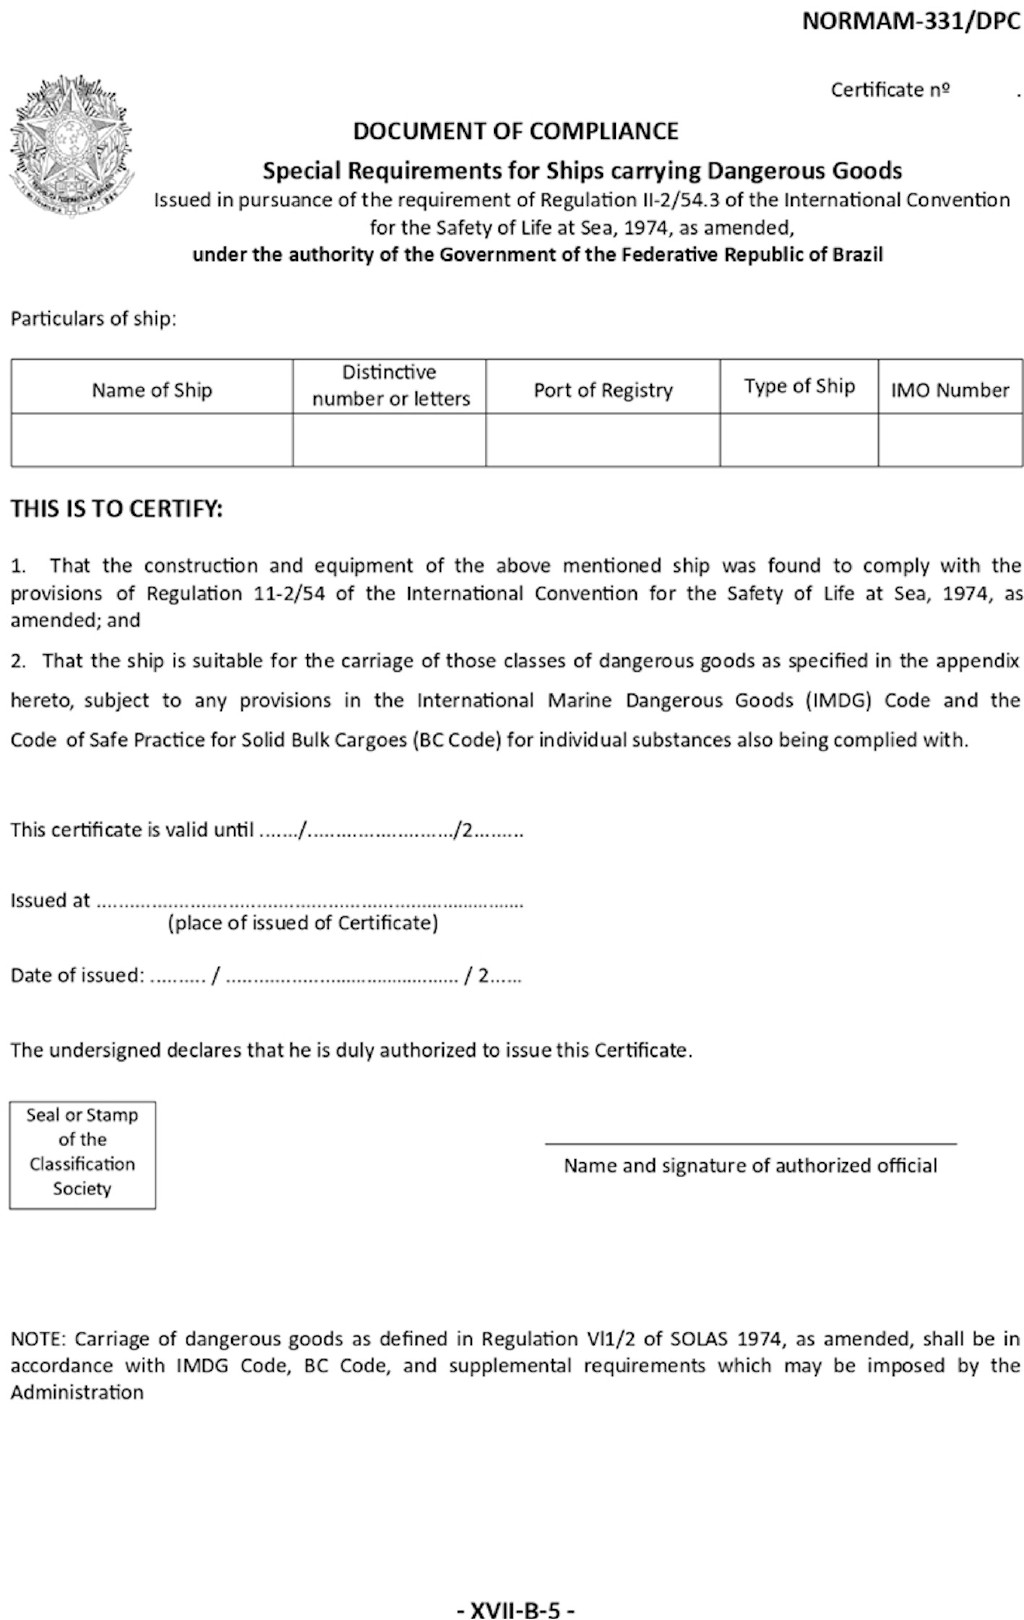 NORMAM-331/DPC
Certificate nº .
DOCUMENT OF COMPLIANCE
Special Requirements for Ships carrying Dangerous Goods
Issued in pursuance of the requirement of Regulation II-2/54.3 of the International Convention
for the Safety of Life at Sea, 1974, as amended,
under the authority of the Government of the Federative Republic of Brazil
Particulars of ship:
Name of Ship
Distinctive
number or letters
Port of Registry
Type of Ship
IMO Number
THIS IS TO CERTIFY:
1. That the construction and equipment of the above mentioned ship was found to comply with the
provisions of Regulation 11-2/54 of the International Convention for the Safety of Life at Sea, 1974, as
amended; and
2. That the ship is suitable for the carriage of those classes of dangerous goods as specified in the appendix
hereto, subject to any provisions in the International Marine Dangerous Goods (IMDG) Code and the
Code of Safe Practice for Solid Bulk Cargoes (BC Code) for individual substances also being complied with.
This certificate is valid until ......./.........................../2.........
Issued at ..............................................................................
(place of issued of Certificate)
Date of issued: .......... / .......................................... / 2......
The undersigned declares that he is duly authorized to issue this Certificate.
Seal or Stamp
of the
Classification
Society
Name and signature of authorized official
NOTE: Carriage of dangerous goods as defined in Regulation Vl1/2 of SOLAS 1974, as amended, shall be in
accordance with IMDG Code, BC Code, and supplemental requirements which may be imposed by the
Administration
- XVII-B-5 -